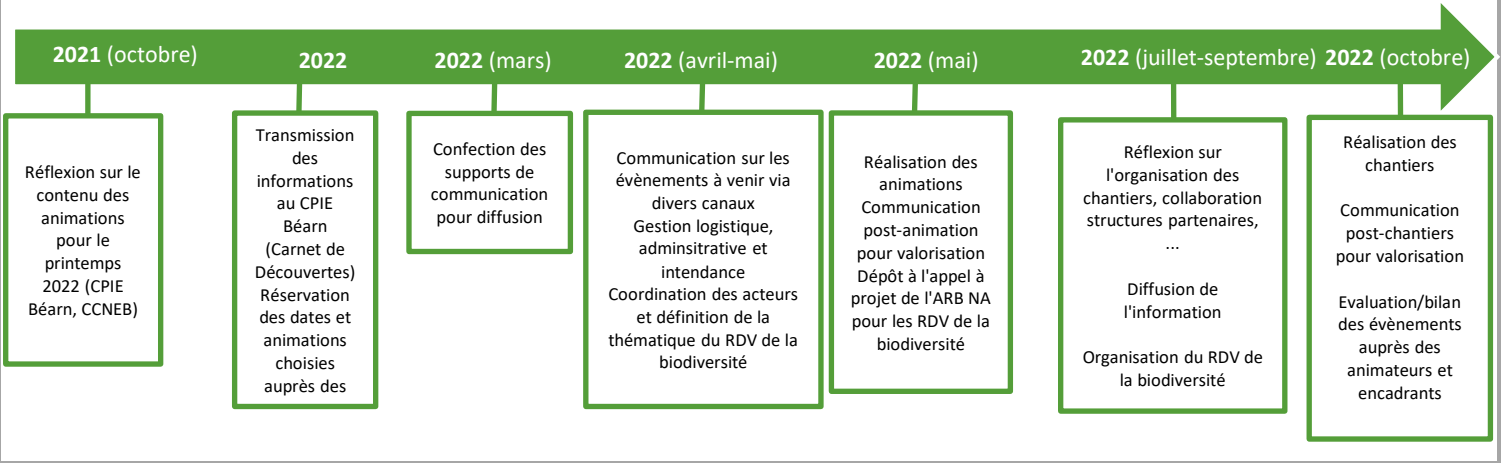 2021 (octobre)
2022
2022 (mars)
2022 (avril-mai)
2022 (mai)
2022 (juillet-septembre)
2022 (octobre)
Réflexion sur le
contenu des
animations
pour le
printemps
2022 (CPIE
Béarn, CCNEB)
Transmission
des
informations
au CPIE
Béarn
(Carnet de
Découvertes)
Réservation
des dates et
animations
choisies
auprès des
Confection des
supports de
communication
pour diffusion
Communication sur les
évènements à venir via
divers canaux
Gestion logistique,
adminsitrative et
intendance
Coordination des acteurs
et définition de la
thématique du RDV de la
biodiversité
Réalisation des
animations
Communication
post-animation
pour valorisation
Dépôt à l'appel à
projet de l'ARB NA
pour les RDV de la
biodiversité
Réflexion sur
l'organisation des
chantiers, collaboration
structures partenaires,
...
Diffusion de
l'information
Organisation du RDV de
la biodiversité
Réalisation des
chantiers
Communication
post-chantiers
pour valorisation
Evaluation/bilan
des évènements
auprès des
animateurs et
encadrants